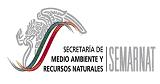 SECRETARÍA DE
MEDIO AMBIENTE Y
RECURSOS NATURALES
SEMARNAT